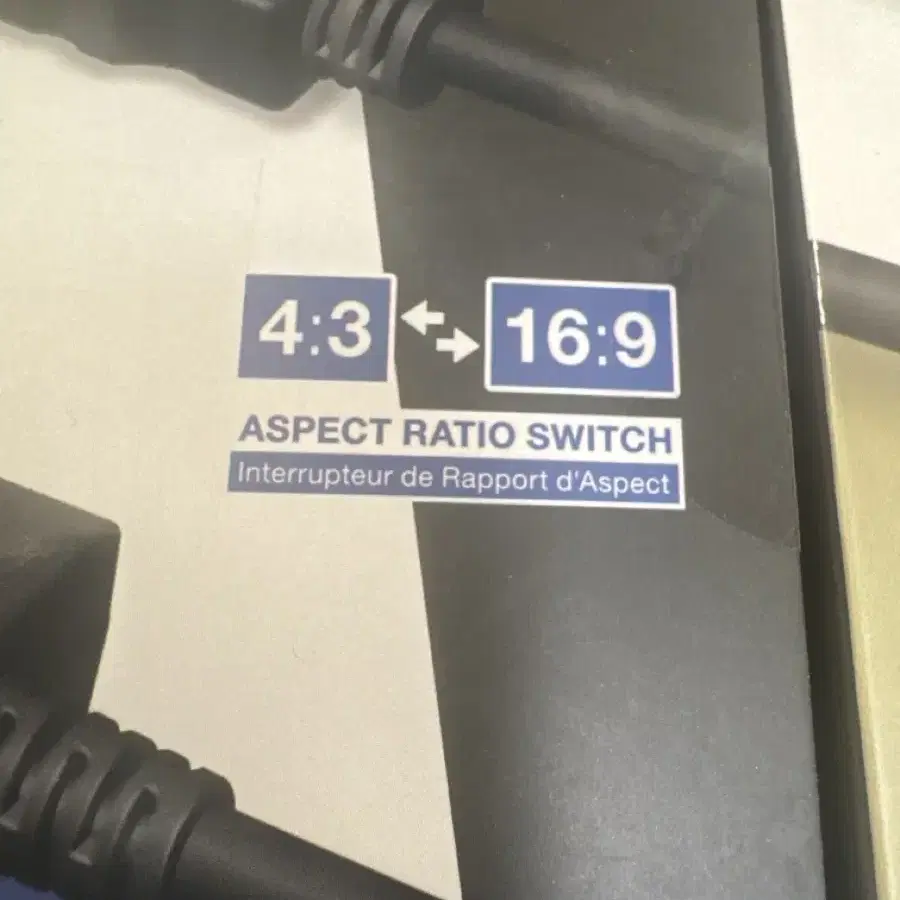 4:3 16:9
ASPECT RATIO SWITCH
Interrupteur de Rapport d'Aspect